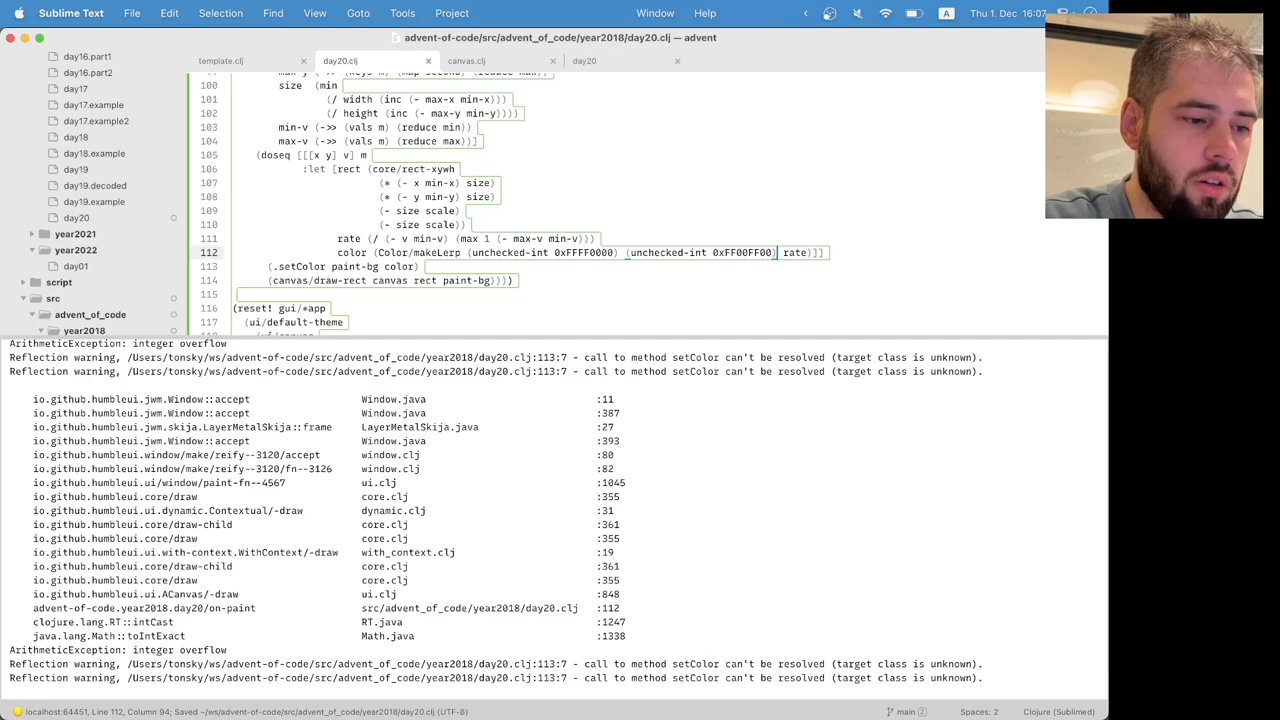 Sublime Text File Edit Selection Find View Goto Tools Project Window Help A Thu 1. Dec 16:07
advent-of-code/src/advent_of_code/year2018/day20.clj — advent
template.clj × day20.clj × canvas.clj × day20 ×
day16.part1
day16.part2
day17
day17.example
day17.example2
day18
day18.example
day19
day19.decoded
day19.example
day20
year2021
year2022
day01
script
src
advent_of_code
year2018
100 size (min
101 (/ width (inc (- max-x min-x)))
102 (/ height (inc (- max-y min-y))))
103 min-v (->> (vals m) (reduce min))
104 max-v (->> (vals m) (reduce max))]
105 (doseq [[[x y] v] m
106 :let [rect (core/rect-xywh
107 (* (- x min-x) size)
108 (* (- y min-y) size)
109 (- size scale)
110 (- size scale))
111 rate (/ (- v min-v) (max 1 (- max-v min-v)))
112 color (Color/makeLerp (unchecked-int 0xFFFF0000) (unchecked-int 0xFF00FF00) rate)]]
113 (.setColor paint-bg color)
114 (canvas/draw-rect canvas rect paint-bg))))
115
116 (reset! gui/*app
117 (ui/default-theme
ArithmeticException: integer overflow
Reflection warning, /Users/tonsky/ws/advent-of-code/src/advent_of_code/year2018/day20.clj:113:7 - call to method setColor can't be resolved (target class is unknown).
Reflection warning, /Users/tonsky/ws/advent-of-code/src/advent_of_code/year2018/day20.clj:113:7 - call to method setColor can't be resolved (target class is unknown).
io.github.humbleui.jwm.Window::accept Window.java :11
io.github.humbleui.jwm.Window::accept Window.java :387
io.github.humbleui.jwm.skija.LayerMetalSkija::frame LayerMetalSkija.java :27
io.github.humbleui.jwm.Window::accept Window.java :393
io.github.humbleui.window/make/reify--3120/accept window.clj :80
io.github.humbleui.window/make/reify--3120/fn--3126 window.clj :82
io.github.humbleui.ui/window/paint-fn--4567 ui.clj :1045
io.github.humbleui.core/draw core.clj :355
io.github.humbleui.ui.dynamic.Contextual/-draw dynamic.clj :31
io.github.humbleui.core/draw-child core.clj :361
io.github.humbleui.core/draw core.clj :355
io.github.humbleui.ui.with-context.WithContext/-draw with_context.clj :19
io.github.humbleui.core/draw-child core.clj :361
io.github.humbleui.core/draw core.clj :355
io.github.humbleui.ui.ACanvas/-draw ui.clj :848
advent-of-code.year2018.day20/on-paint src/advent_of_code/year2018/day20.clj :112
clojure.lang.RT::intCast RT.java :1247
java.lang.Math::toIntExact Math.java :1338
ArithmeticException: integer overflow
Reflection warning, /Users/tonsky/ws/advent-of-code/src/advent_of_code/year2018/day20.clj:113:7 - call to method setColor can't be resolved (target class is unknown).
Reflection warning, /Users/tonsky/ws/advent-of-code/src/advent_of_code/year2018/day20.clj:113:7 - call to method setColor can't be resolved (target class is unknown).
localhost:64451, Line 112, Column 94; Saved ~/ws/advent-of-code/src/advent_of_code/year2018/day20.clj (UTF-8) main 2 Spaces: 2 Clojure (Sublimed)